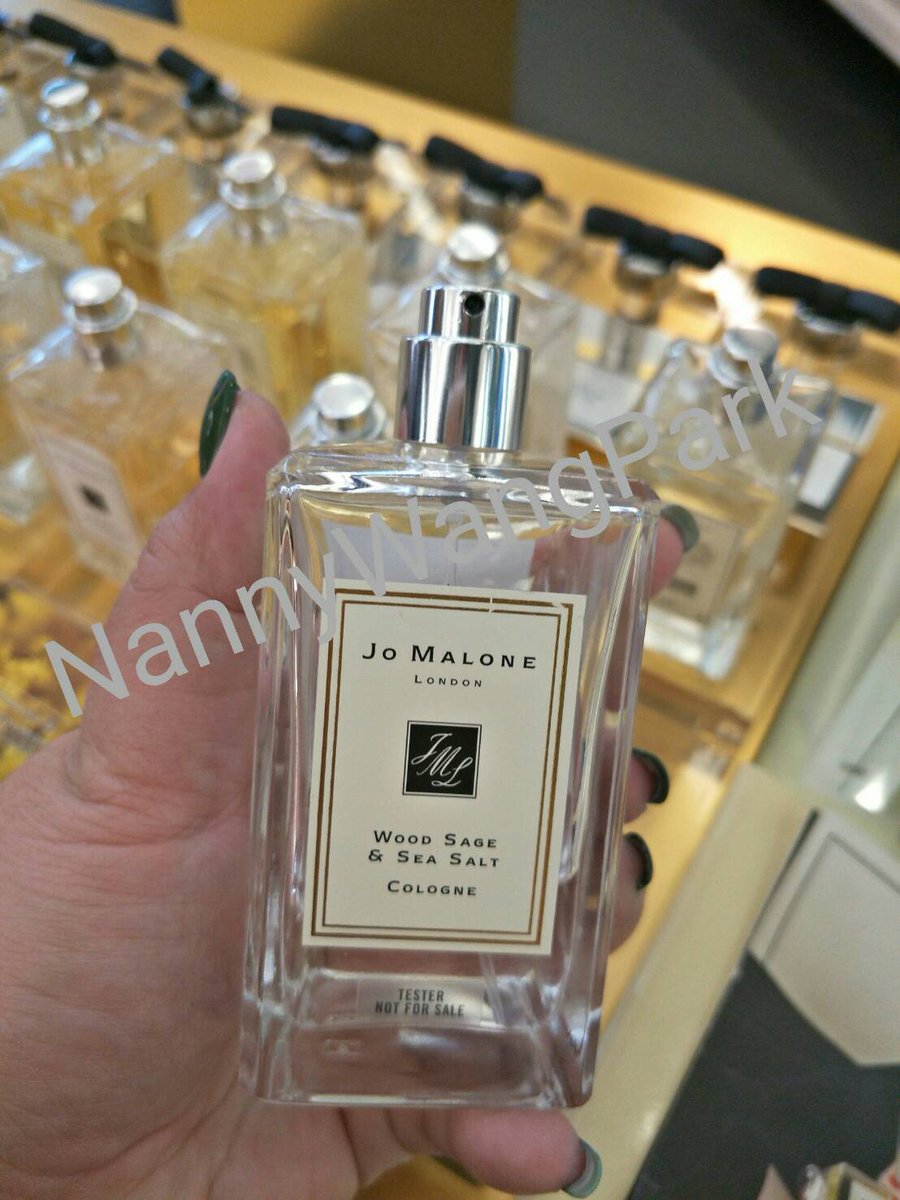 NannyWangPark
JO MALONE
LONDON
JML
WOOD SAGE
& SEA SALT
COLOGNE
TESTER
NOT FOR SALE